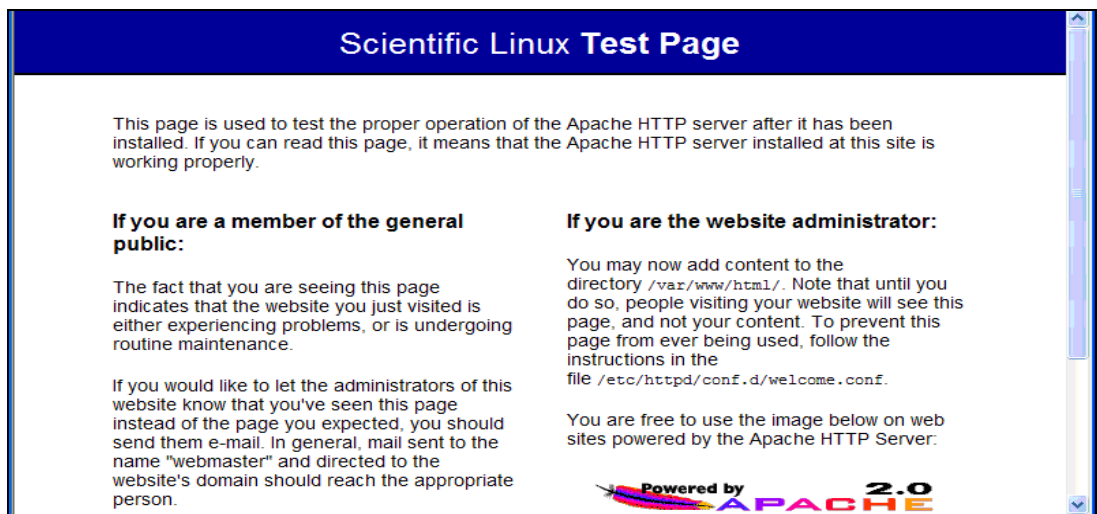 Scientific Linux Test Page
This page is used to test the proper operation of the Apache HTTP server after it has been
installed. If you can read this page, it means that the Apache HTTP server installed at this site is
working properly.
If you are a member of the general
public:
The fact that you are seeing this page
indicates that the website you just visited is
either experiencing problems, or is undergoing
routine maintenance.
If you would like to let the administrators of this
website know that you've seen this page
instead of the page you expected, you should
send them e-mail. In general, mail sent to the
name "webmaster" and directed to the
website's domain should reach the appropriate
person.
If you are the website administrator:
You may now add content to the
directory /var/www/html/. Note that until you
do so, people visiting your website will see this
page, and not your content. To prevent this
page from ever being used, follow the
instructions in the
file /etc/httpd/conf.d/welcome.conf.
You are free to use the image below on web
sites powered by the Apache HTTP Server:
Powered by 2.0
APACHE